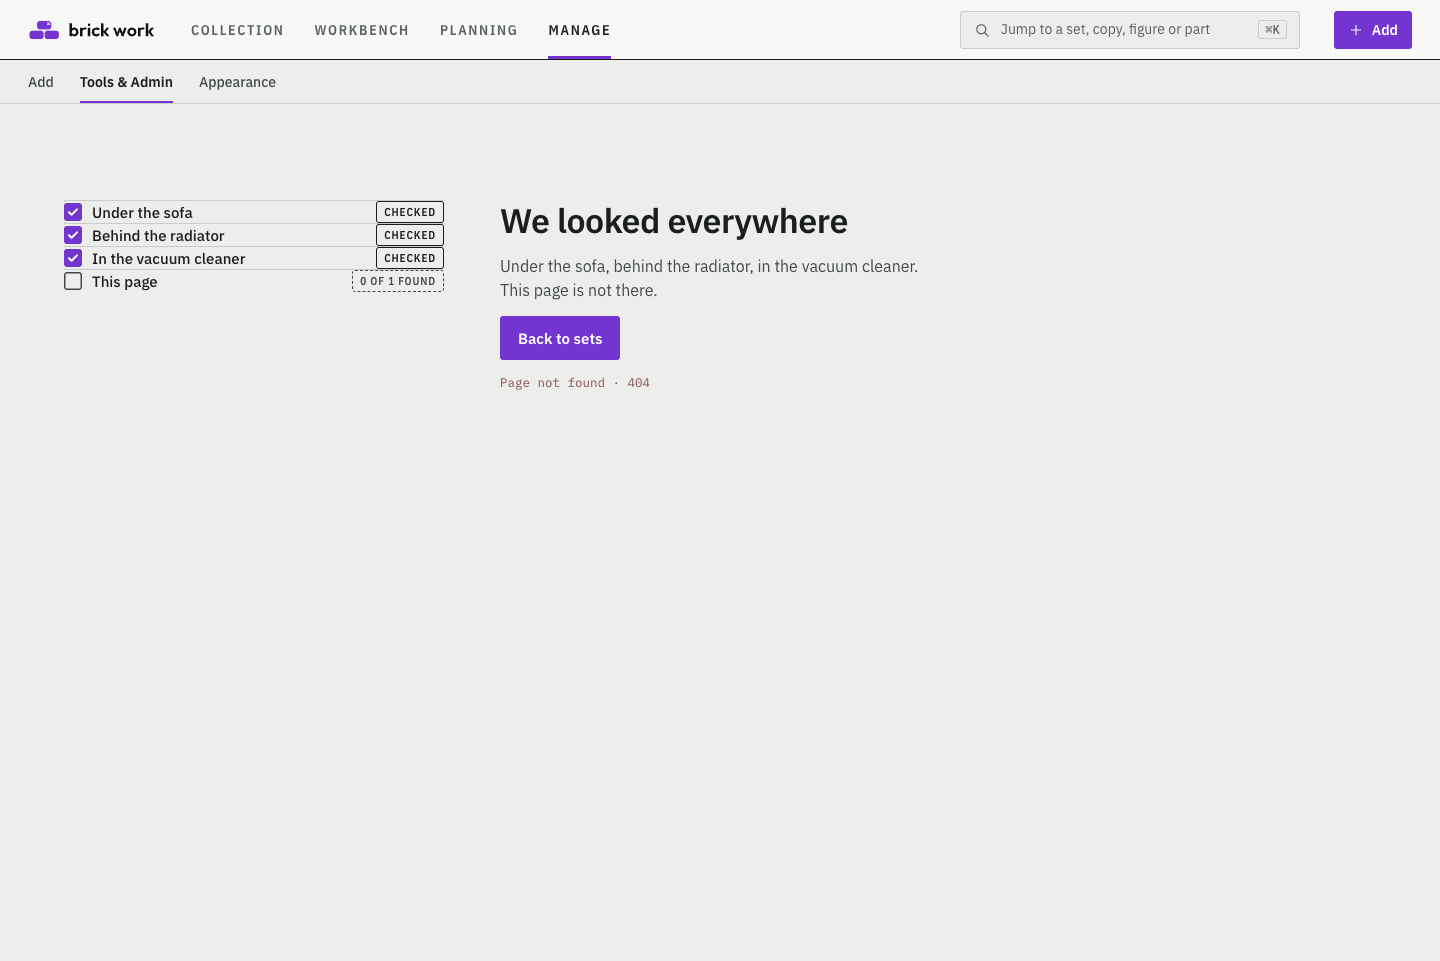 brick work
COLLECTION
WORKBENCH
PLANNING
MANAGE
Jump to a set, copy, figure or part
⌘K
+ Add
Add
Tools & Admin
Appearance
Under the sofa
CHECKED
Behind the radiator
CHECKED
In the vacuum cleaner
CHECKED
This page
0 OF 1 FOUND
We looked everywhere
Under the sofa, behind the radiator, in the vacuum cleaner.
This page is not there.
Back to sets
Page not found · 404